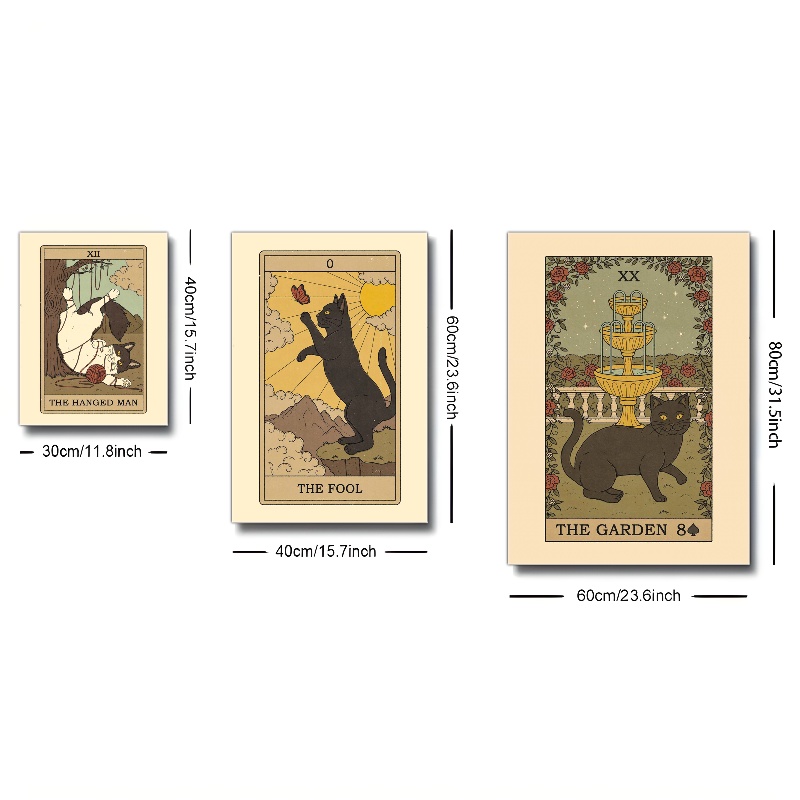 XII
THE HANGED MAN
40cm/15.7inch
30cm/11.8inch
0
THE FOOL
60cm/23.6inch
40cm/15.7inch
XX
THE GARDEN 8♠
80cm/31.5inch
60cm/23.6inch